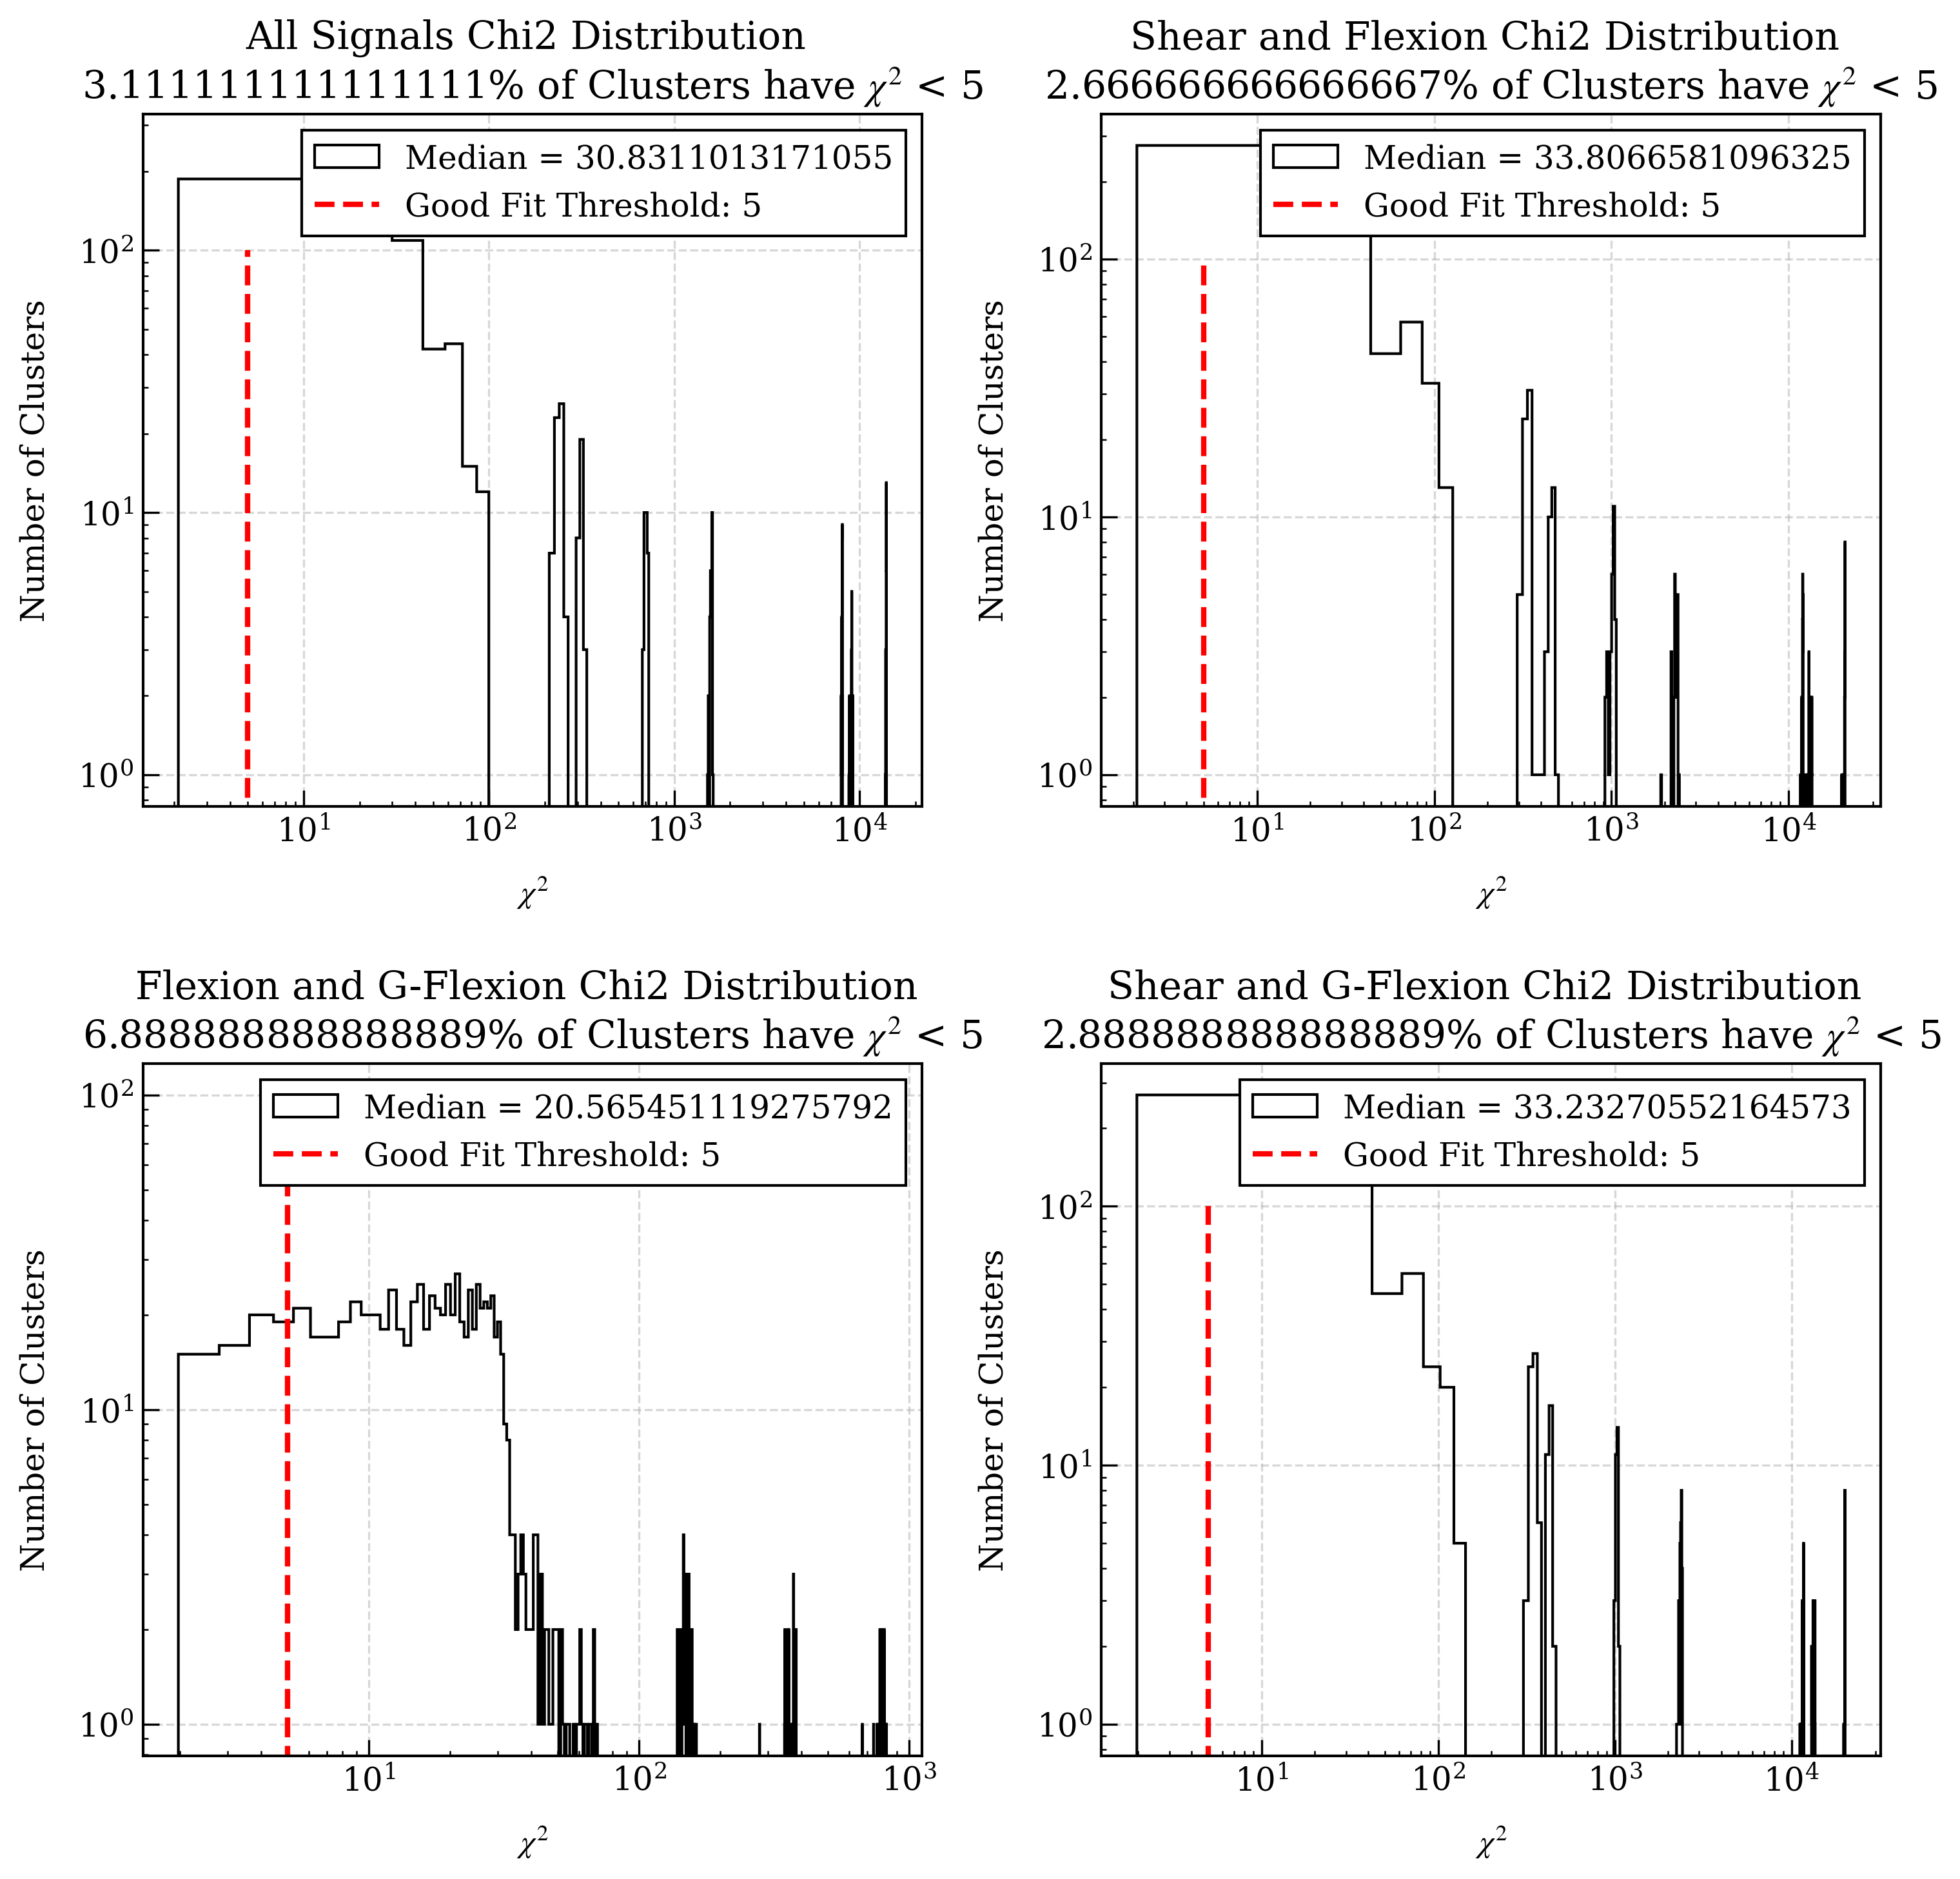 All Signals Chi2 Distribution
3.111111111111111% of Clusters have χ² < 5
Median = 30.8311013171055
Good Fit Threshold: 5
Number of Clusters
10²
10¹
10⁰
10¹ 10² 10³ 10⁴
χ²
Shear and Flexion Chi2 Distribution
2.666666666666667% of Clusters have χ² < 5
Median = 33.8066581096325
Good Fit Threshold: 5
Number of Clusters
10²
10¹
10⁰
10¹ 10² 10³ 10⁴
χ²
Flexion and G-Flexion Chi2 Distribution
6.888888888888889% of Clusters have χ² < 5
Median = 20.565451119275792
Good Fit Threshold: 5
Number of Clusters
10²
10¹
10⁰
10¹ 10² 10³
χ²
Shear and G-Flexion Chi2 Distribution
2.888888888888889% of Clusters have χ² < 5
Median = 33.23270552164573
Good Fit Threshold: 5
Number of Clusters
10²
10¹
10⁰
10¹ 10² 10³ 10⁴
χ²